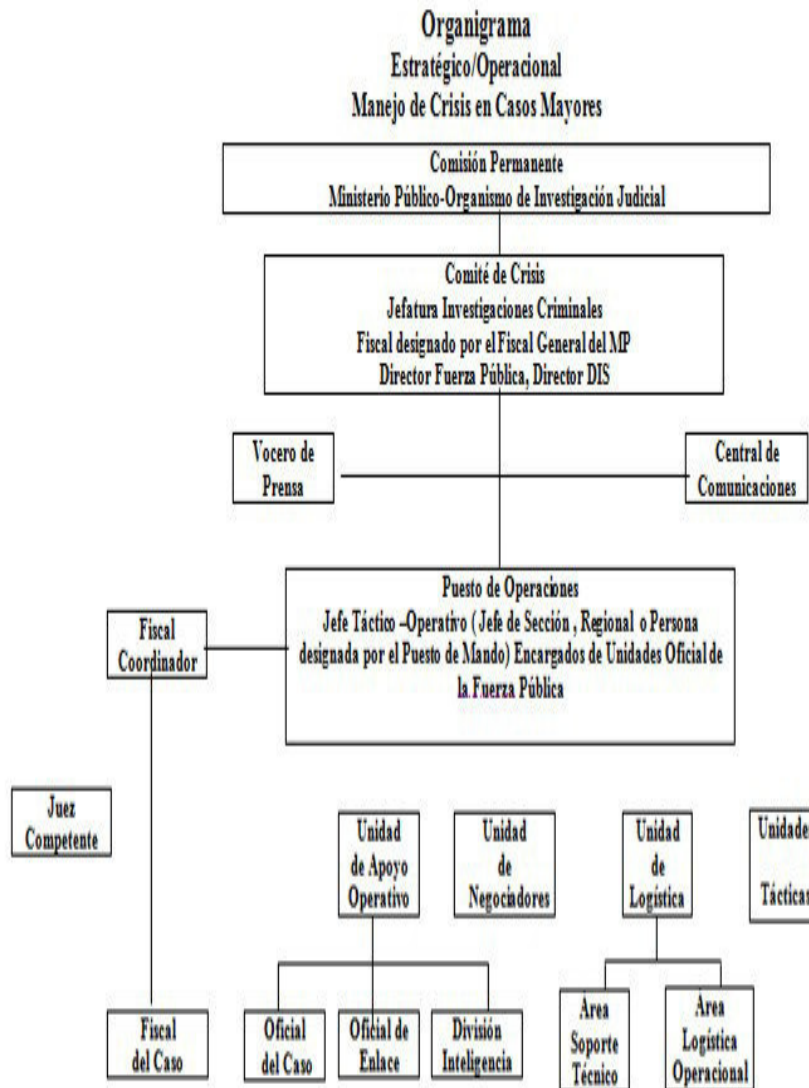 Organigrama
Estratégico/Operacional
Manejo de Crisis en Casos Mayores
Comisión Permanente
Ministerio Público-Organismo de Investigación Judicial
Comité de Crisis
Jefatura Investigaciones Criminales
Fiscal designado por el Fiscal General del MP
Director Fuerza Pública, Director DIS
Vocero de
Prensa
Central de
Comunicaciones
Puesto de Operaciones
Jefe Táctico –Operativo ( Jefe de Sección , Regional o Persona
designada por el Puesto de Mando) Encargados de Unidades Oficial de
la Fuerza Pública
Fiscal
Coordinador
Juez
Competente
Unidad
de Apoyo
Operativo
Unidad
de
Negociadores
Unidad
de
Logística
Unidades
Tácticas
Fiscal
del Caso
Oficial
del Caso
Oficial de
Enlace
División
Inteligencia
Area
Soporte
Técnico
Area
Logística
Operacional